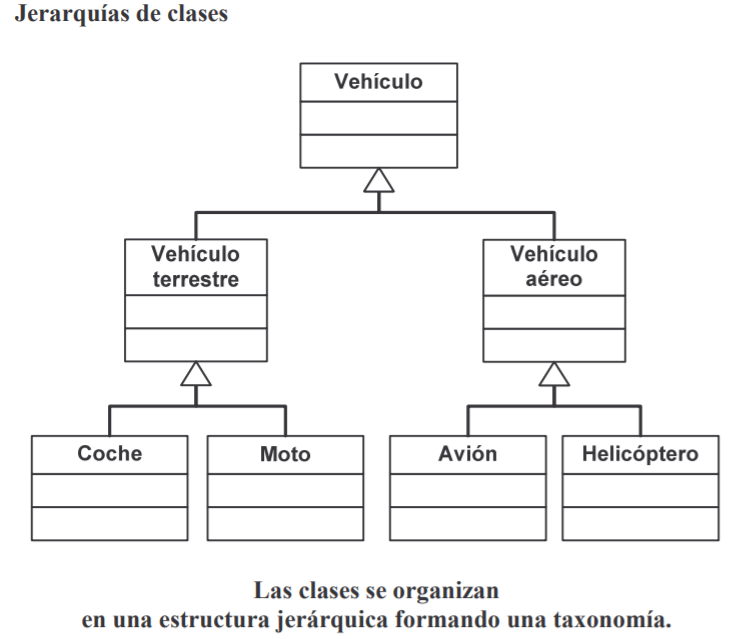 Jerarquías de clases
Vehículo
Vehículo
terrestre
Vehículo
aéreo
Coche
Moto
Avión
Helicóptero
Las clases se organizan
en una estructura jerárquica formando una taxonomía.